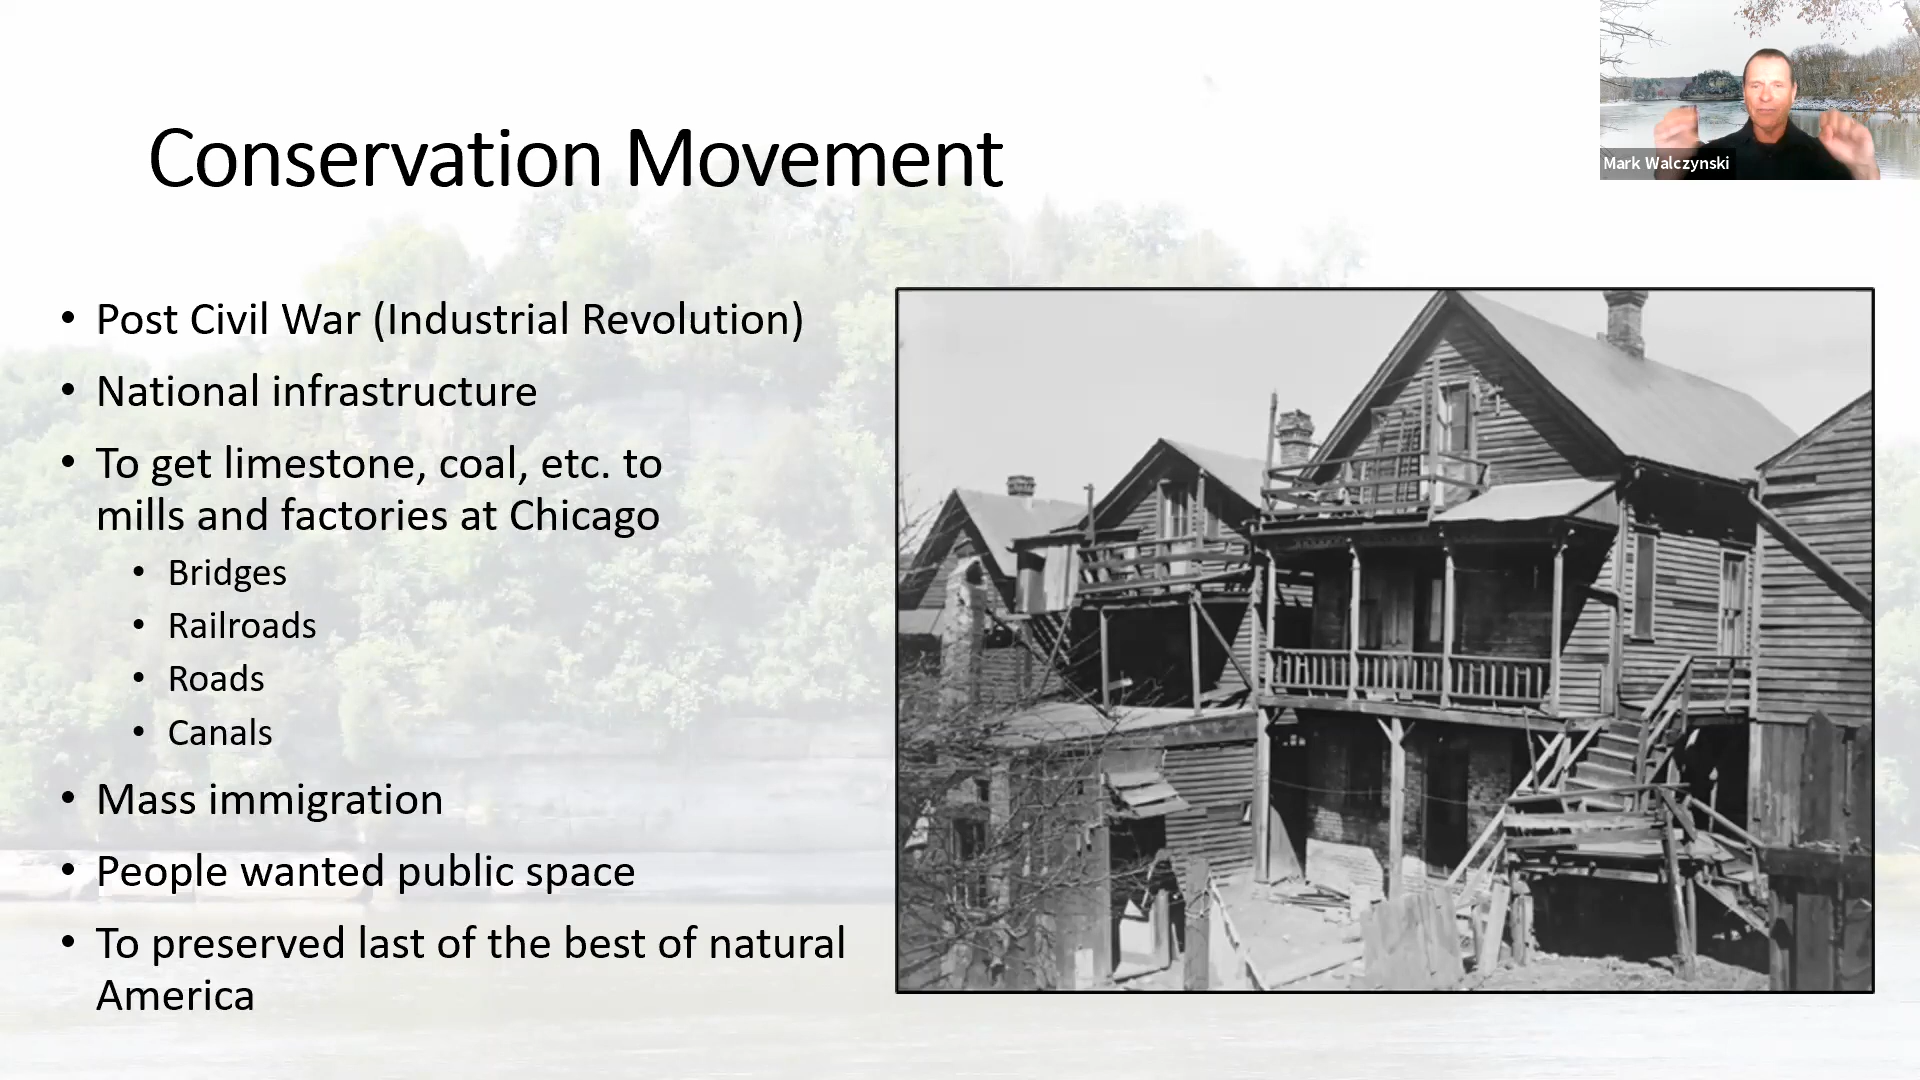 Conservation Movement
Mark Walczynski
• Post Civil War (Industrial Revolution)
• National infrastructure
• To get limestone, coal, etc. to
mills and factories at Chicago
• Bridges
• Railroads
• Roads
• Canals
• Mass immigration
• People wanted public space
• To preserved last of the best of natural
America